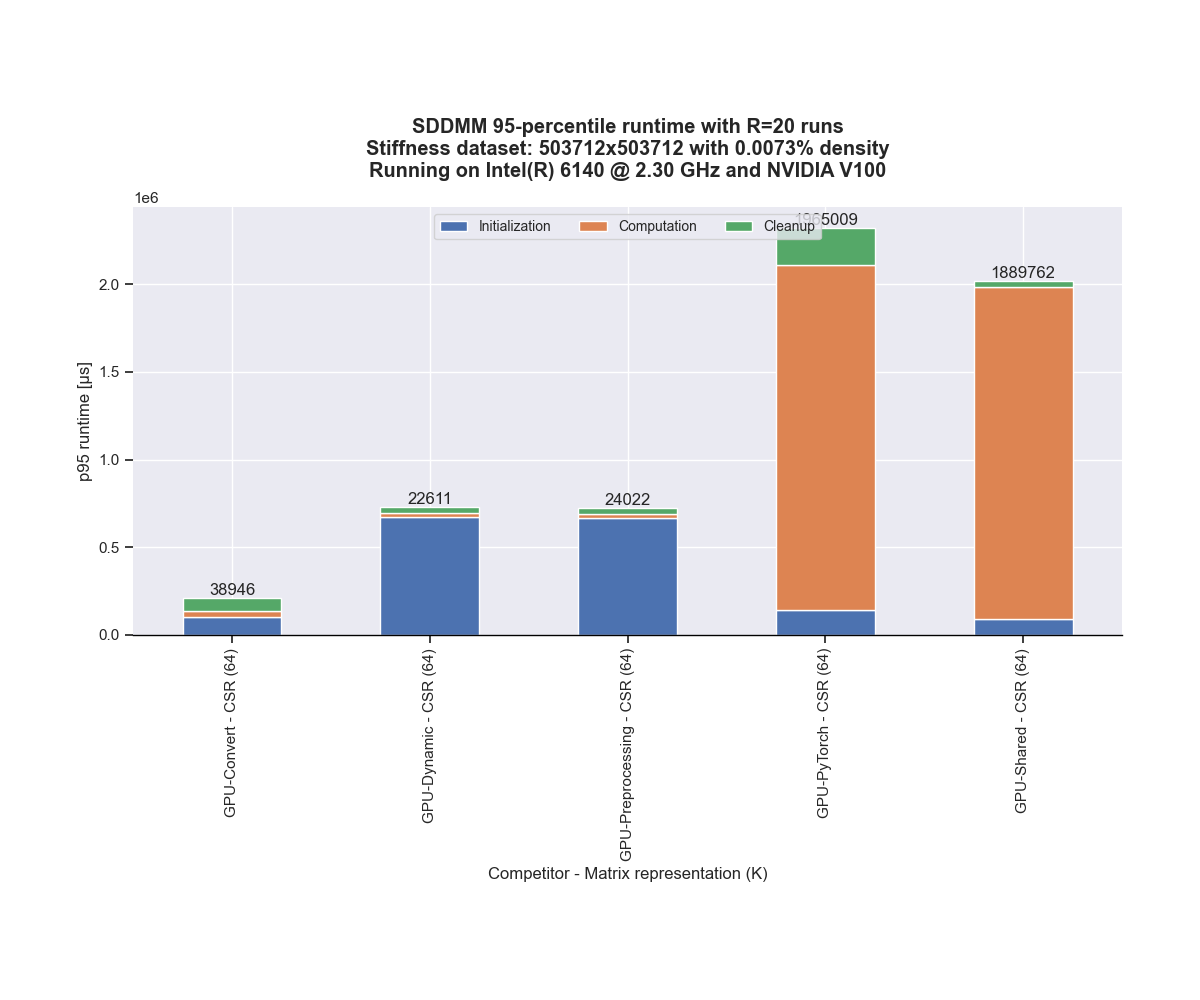 SDDMM 95-percentile runtime with R=20 runs
Stiffness dataset: 503712x503712 with 0.0073% density
Running on Intel(R) 6140 @ 2.30 GHz and NVIDIA V100
1e6
Initialization
Computation
Cleanup
1965009
1889762
22611
24022
38946
2.0
1.5
1.0
0.5
0.0
p95 runtime [µs]
GPU-Convert - CSR (64)
GPU-Dynamic - CSR (64)
GPU-Preprocessing - CSR (64)
GPU-PyTorch - CSR (64)
GPU-Shared - CSR (64)
Competitor - Matrix representation (K)